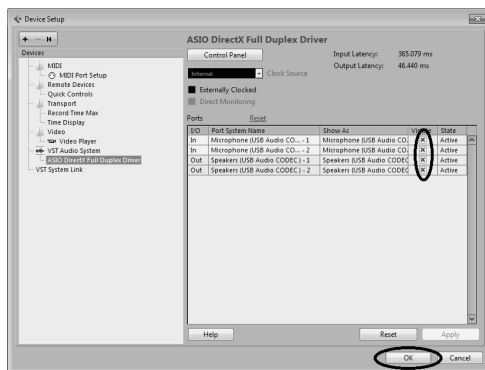 Device Setup
Devices
MIDI
MIDI Port Setup
Remote Devices
Quick Controls
Transport
Record Time Max
Time Display
Video
Video Player
VST Audio System
ASIO DirectX Full Duplex Driver
VST System Link
ASIO DirectX Full Duplex Driver
Control Panel Input Latency: 365.079 ms
Output Latency: 46.440 ms
Internal Clock Source
Externally Clocked
Direct Monitoring
Ports Reset
I/O Port System Name Show As Visible State
In Microphone (USB Audio CO... - 1 Microphone (USB Audio CO. Active
In Microphone (USB Audio CO... - 2 Microphone (USB Audio CO. Active
Out Speakers (USB Audio CODEC ) - 1 Speakers (USB Audio CODEC Active
Out Speakers (USB Audio CODEC ) - 2 Speakers (USB Audio CODEC Active
Help Reset Apply
OK Cancel